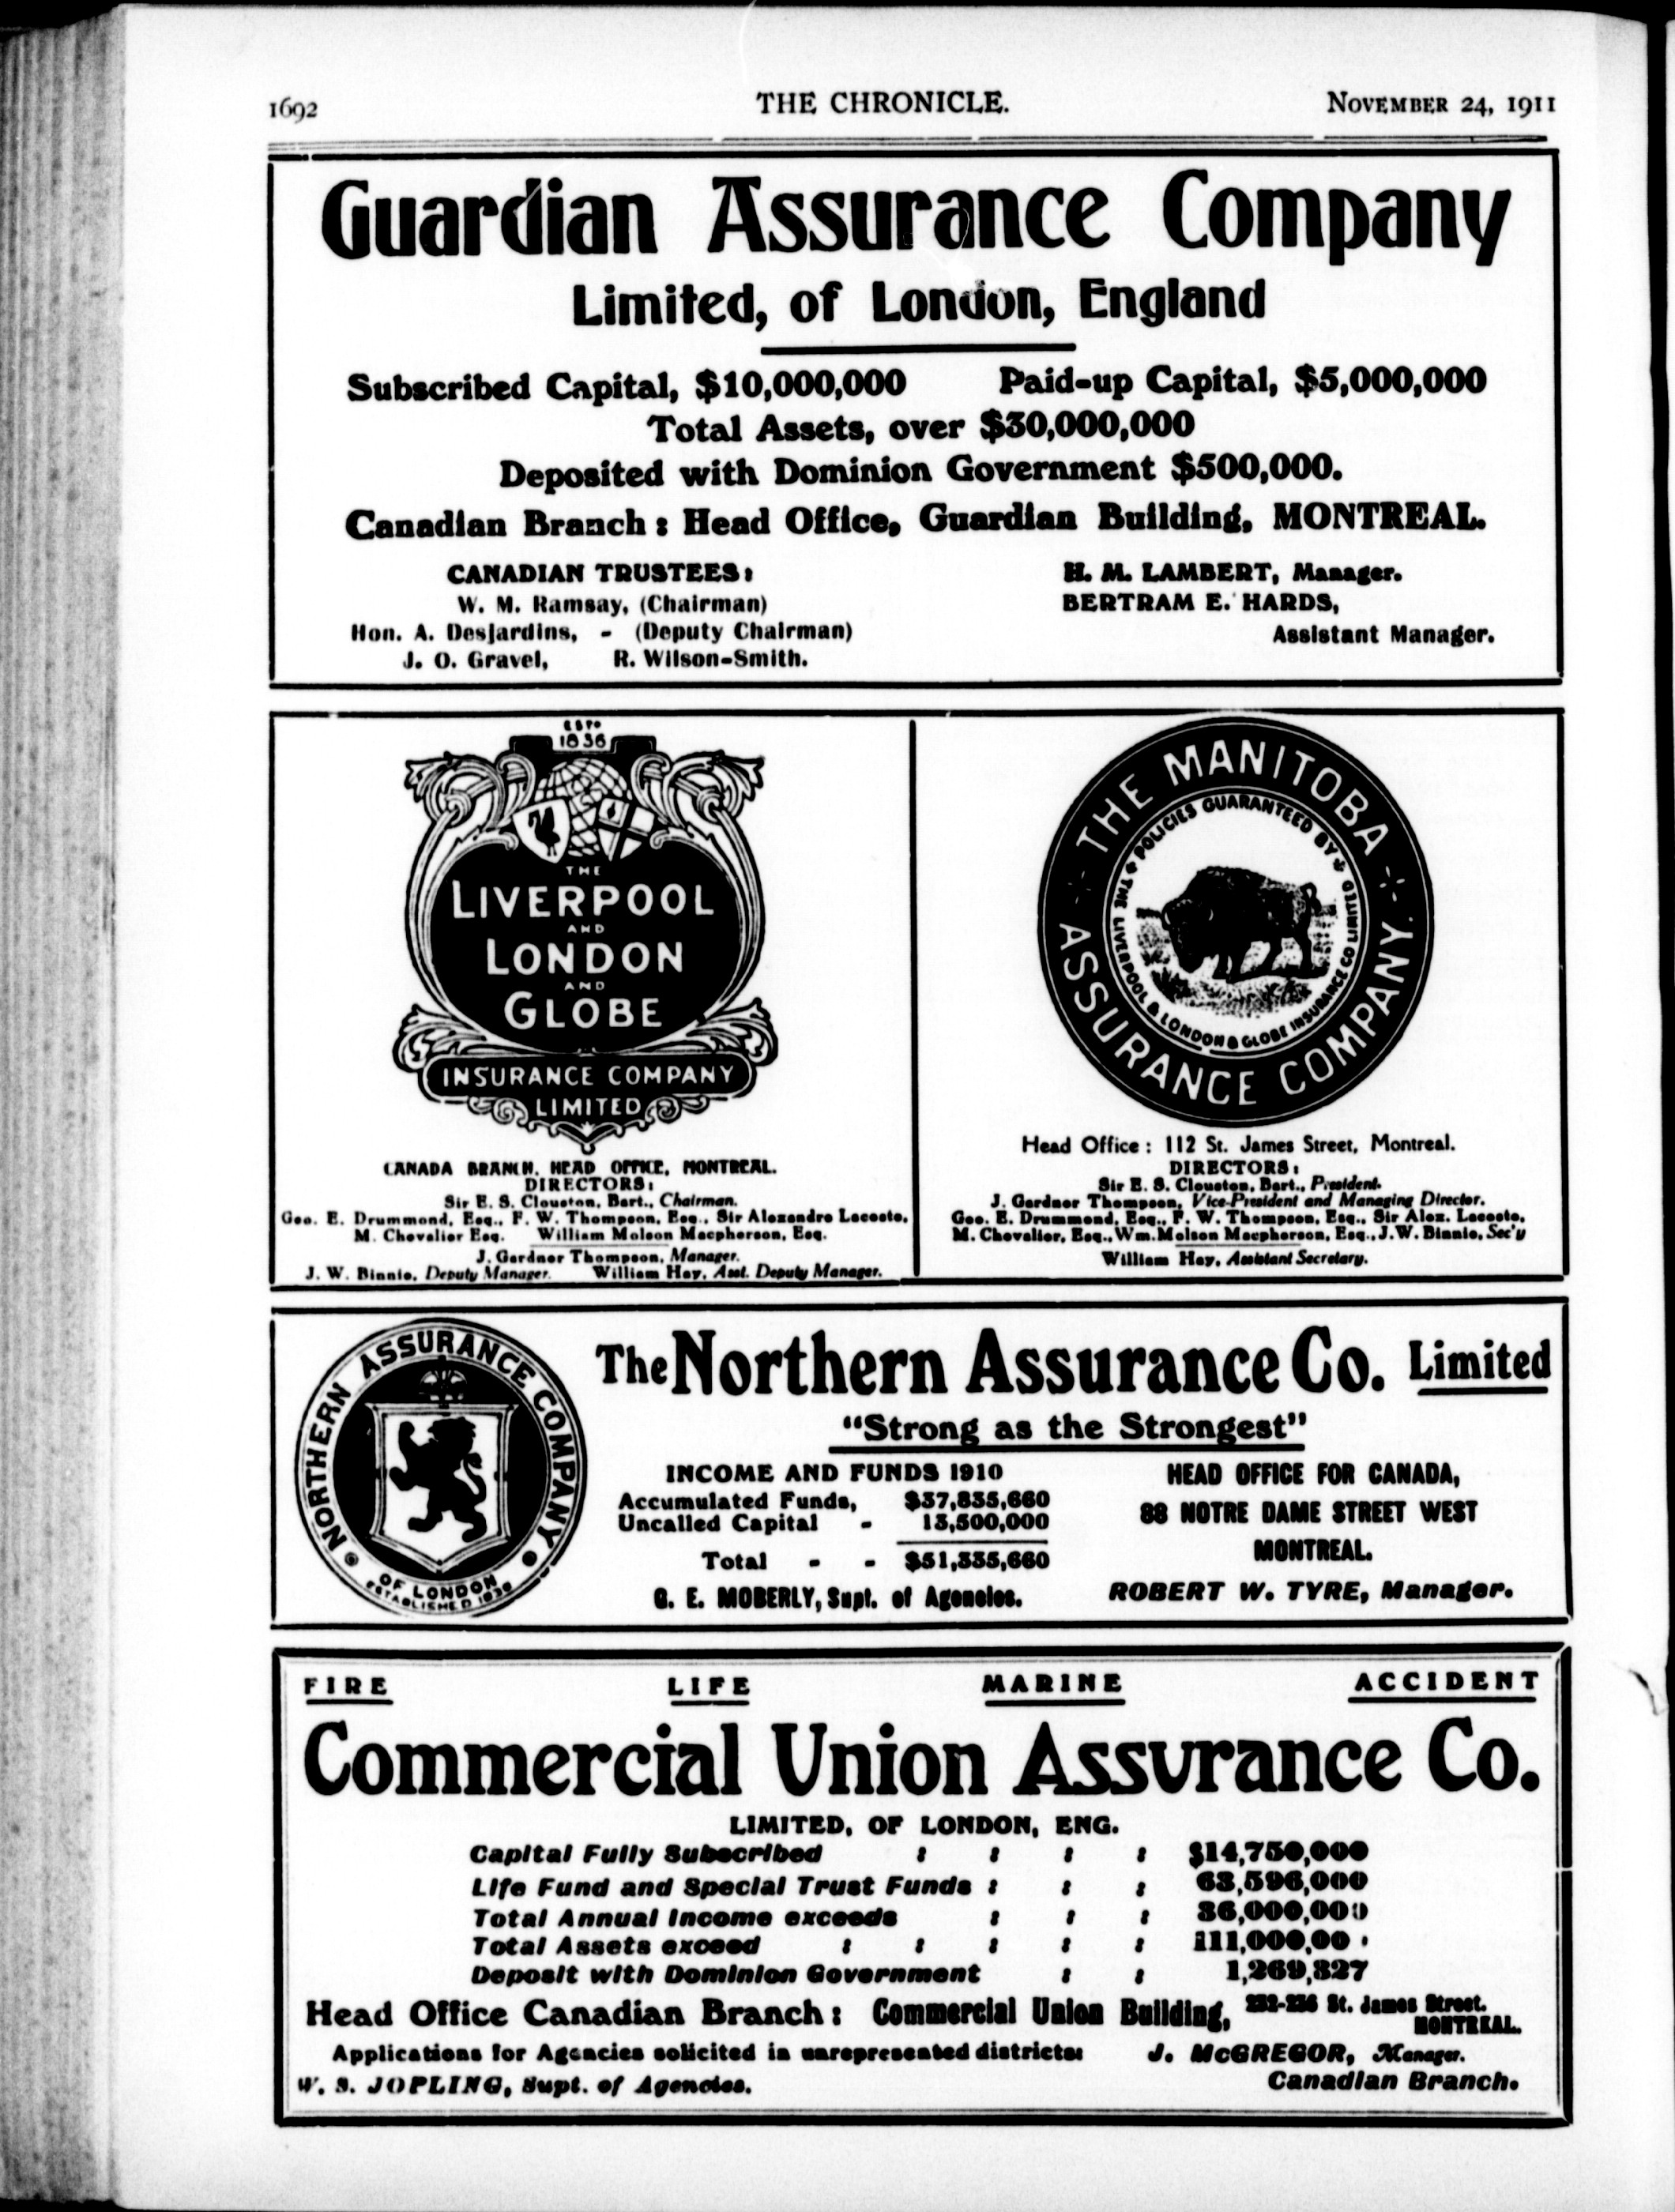 1692
THE CHRONICLE.
NOVEMBER 24, 1911
Guardian Assurance Company
Limited, of London, England
Subscribed Capital, $10,000,000 Paid-up Capital, $5,000,000
Total Assets, over $30,000,000
Deposited with Dominion Government $500,000.
Canadian Branch : Head Office, Guardian Building, MONTREAL.
CANADIAN TRUSTEES :
W. M. Ramsay, (Chairman)
Hon. A. Desjardins, - (Deputy Chairman)
J. O. Gravel, R. Wilson-Smith.
H. M. LAMBERT, Manager.
BERTRAM E. HARDS,
Assistant Manager.
ESTD
1836
THE
LIVERPOOL
AND
LONDON
AND
GLOBE
INSURANCE COMPANY
LIMITED
CANADA BRANCH, HEAD OFFICE, MONTREAL.
DIRECTORS:
Sir E. S. Clouston, Bart., Chairman.
Geo. E. Drummond, Esq., F. W. Thompson, Esq., Sir Alexandre Lacoste,
M. Chevalier Esq. William Molson Macpherson, Esq.
J. Gardner Thompson, Manager.
J. W. Binnie, Deputy Manager. William Hay, Asst. Deputy Manager.
THE MANITOBA
ASSURANCE COMPANY.
POLICIES GUARANTEED BY
THE LIVERPOOL & LONDON & GLOBE INSURANCE CO LIMITED
Head Office : 112 St. James Street, Montreal.
DIRECTORS:
Sir E. S. Clouston, Bart., President.
J. Gardner Thompson, Vice-President and Managing Director.
Geo. E. Drummond, Esq., F. W. Thompson, Esq., Sir Alex. Lacoste,
M. Chevalier, Esq., Wm. Molson Macpherson, Esq., J. W. Binnie, Sec'y
William Hay, Assistant Secretary.
NORTHERN ASSURANCE COMPANY
OF LONDON
ESTABLISHED 1836
The Northern Assurance Co. Limited
"Strong as the Strongest"
INCOME AND FUNDS 1910
Accumulated Funds, $37,835,660
Uncalled Capital - 13,500,000
Total - - $51,335,660
G. E. MOBERLY, Supt. of Agencies.
HEAD OFFICE FOR CANADA,
88 NOTRE DAME STREET WEST
MONTREAL.
ROBERT W. TYRE, Manager.
FIRE LIFE MARINE ACCIDENT
Commercial Union Assurance Co.
LIMITED, OF LONDON, ENG.
Capital Fully Subscribed : : : : $14,750,000
Life Fund and Special Trust Funds : : : 63,596,000
Total Annual Income exceeds : : : 36,000,000
Total Assets exceed : : : : : 111,000,00
Deposit with Dominion Government : : 1,269,327
Head Office Canadian Branch : Commercial Union Building, 232-236 St. James Street,
MONTREAL.
Applications for Agencies solicited in unrepresented districts:
W. S. JOPLING, Supt. of Agencies.
J. McGREGOR, Manager.
Canadian Branch.